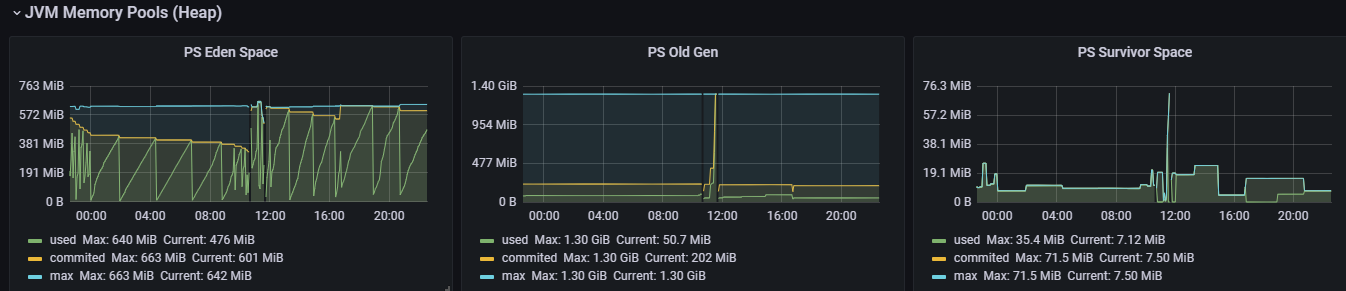 JVM Memory Pools (Heap)
PS Eden Space
763 MiB
572 MiB
381 MiB
191 MiB
0 B
00:00 04:00 08:00 12:00 16:00 20:00
used Max: 640 MiB Current: 476 MiB
commited Max: 663 MiB Current: 601 MiB
max Max: 663 MiB Current: 642 MiB
PS Old Gen
1.40 GiB
954 MiB
477 MiB
0 B
00:00 04:00 08:00 12:00 16:00 20:00
used Max: 1.30 GiB Current: 50.7 MiB
commited Max: 1.30 GiB Current: 202 MiB
max Max: 1.30 GiB Current: 1.30 GiB
PS Survivor Space
76.3 MiB
57.2 MiB
38.1 MiB
19.1 MiB
0 B
00:00 04:00 08:00 12:00 16:00 20:00
used Max: 35.4 MiB Current: 7.12 MiB
commited Max: 71.5 MiB Current: 7.50 MiB
max Max: 71.5 MiB Current: 7.50 MiB